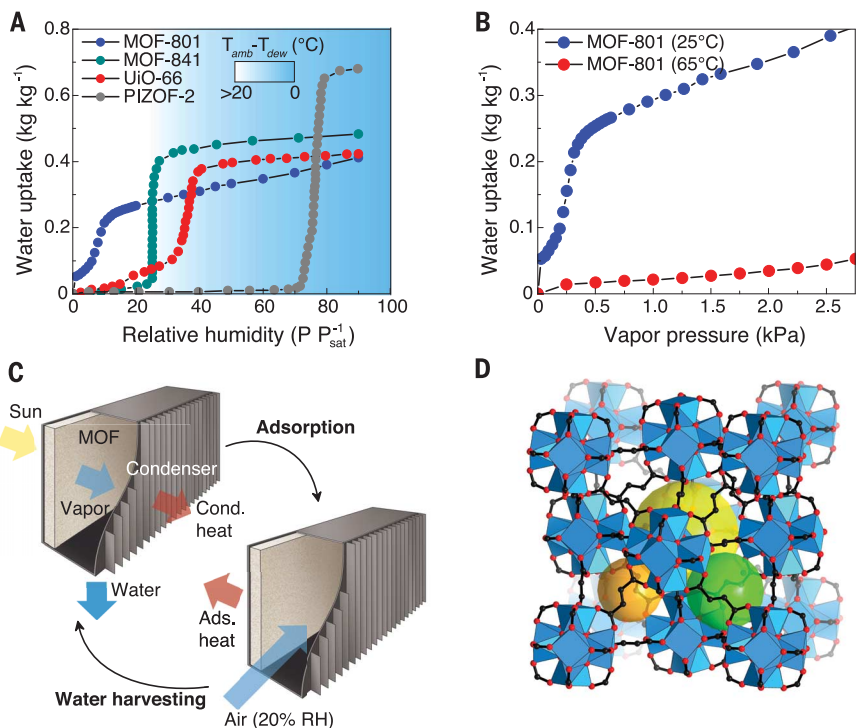 A
Water uptake (kg kg⁻¹)
0.8
0.6
0.4
0.2
0
MOF-801
MOF-841
UiO-66
PIZOF-2
T_amb-T_dew (°C)
>20 0
0 20 40 60 80 100
Relative humidity (P P_sat⁻¹)
B
Water uptake (kg kg⁻¹)
0.4
0.3
0.2
0.1
0
MOF-801 (25°C)
MOF-801 (65°C)
0 0.5 1.0 1.5 2.0 2.5
Vapor pressure (kPa)
C
Sun
MOF
Vapor
Condenser
Cond.
heat
Water
Adsorption
Ads.
heat
Water harvesting
Air (20% RH)
D